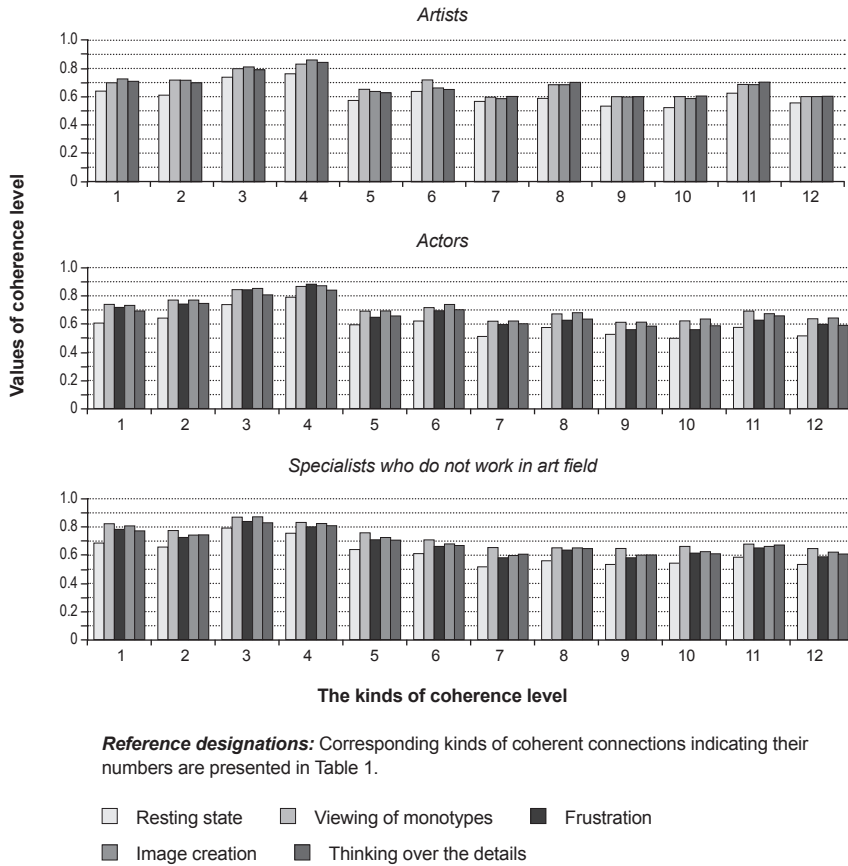 Artists
1.0
0.8
0.6
0.4
0.2
0
1 2 3 4 5 6 7 8 9 10 11 12
Actors
1.0
0.8
0.6
0.4
0.2
0
1 2 3 4 5 6 7 8 9 10 11 12
Specialists who do not work in art field
1.0
0.8
0.6
0.4
0.2
0
1 2 3 4 5 6 7 8 9 10 11 12
Values of coherence level
The kinds of coherence level
Reference designations: Corresponding kinds of coherent connections indicating their
numbers are presented in Table 1.
Resting state Viewing of monotypes Frustration
Image creation Thinking over the details